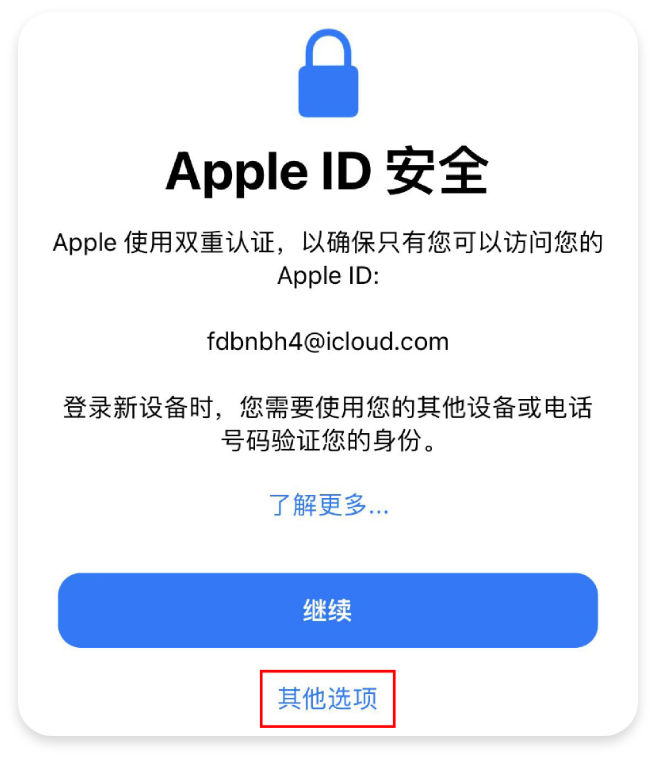 Apple ID 安全
Apple 使用双重认证，以确保只有您可以访问您的
Apple ID:
fdbnbh4@icloud.com
登录新设备时，您需要使用您的其他设备或电话
号码验证您的身份。
了解更多...
继续
其他选项